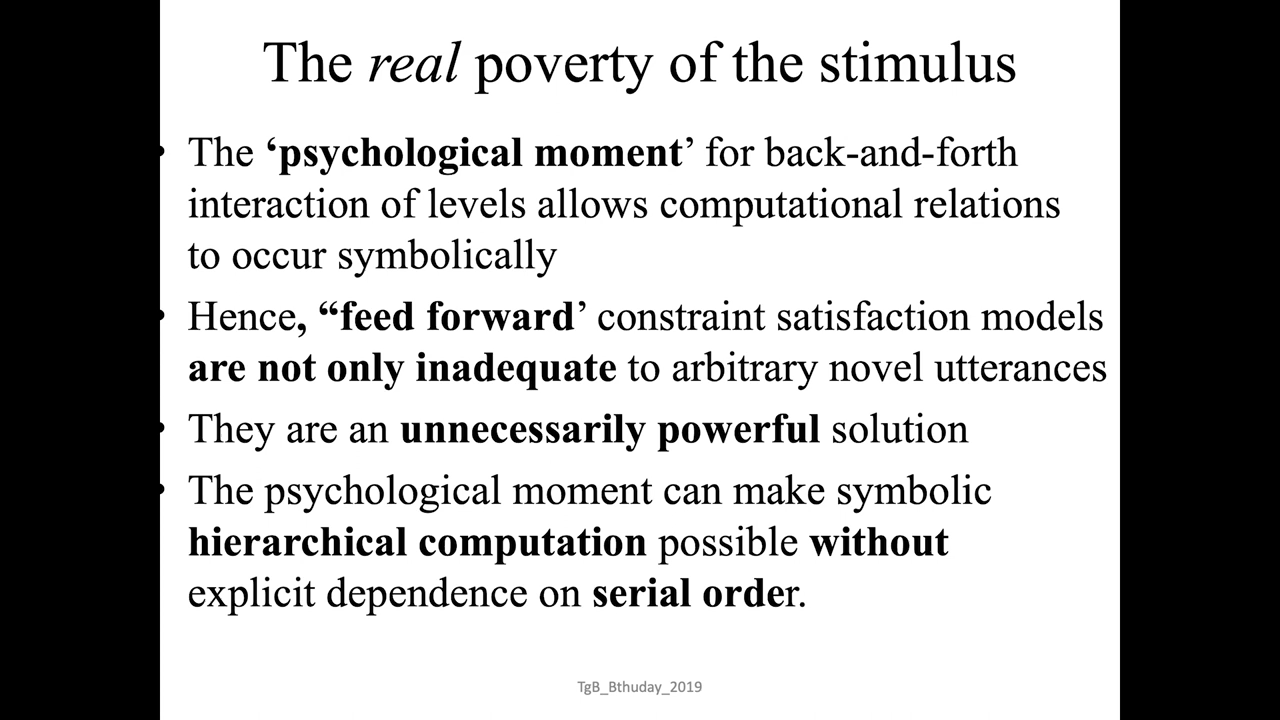 The real poverty of the stimulus
• The ‘psychological moment’ for back-and-forth
interaction of levels allows computational relations
to occur symbolically
• Hence, “feed forward’ constraint satisfaction models
are not only inadequate to arbitrary novel utterances
• They are an unnecessarily powerful solution
• The psychological moment can make symbolic
hierarchical computation possible without
explicit dependence on serial order.
TgB_Bthuday_2019